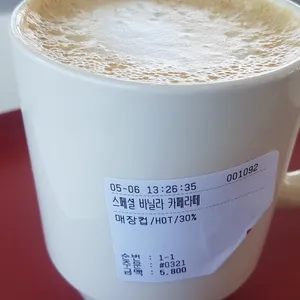 05-06 13:26:35 001092
스페셜 바닐라 카페라떼
매장컵/HOT/30%
순번 : 1-1
주문 : #0321
금액 : 5,800